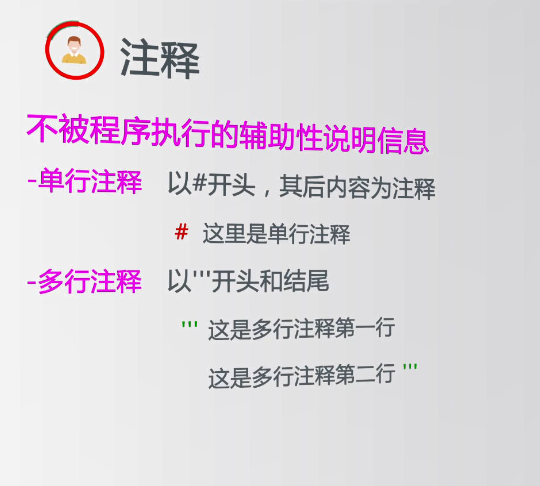 注释
不被程序执行的辅助性说明信息
-单行注释 以#开头，其后内容为注释
# 这里是单行注释
-多行注释 以'''开头和结尾
''' 这是多行注释第一行
这是多行注释第二行 '''